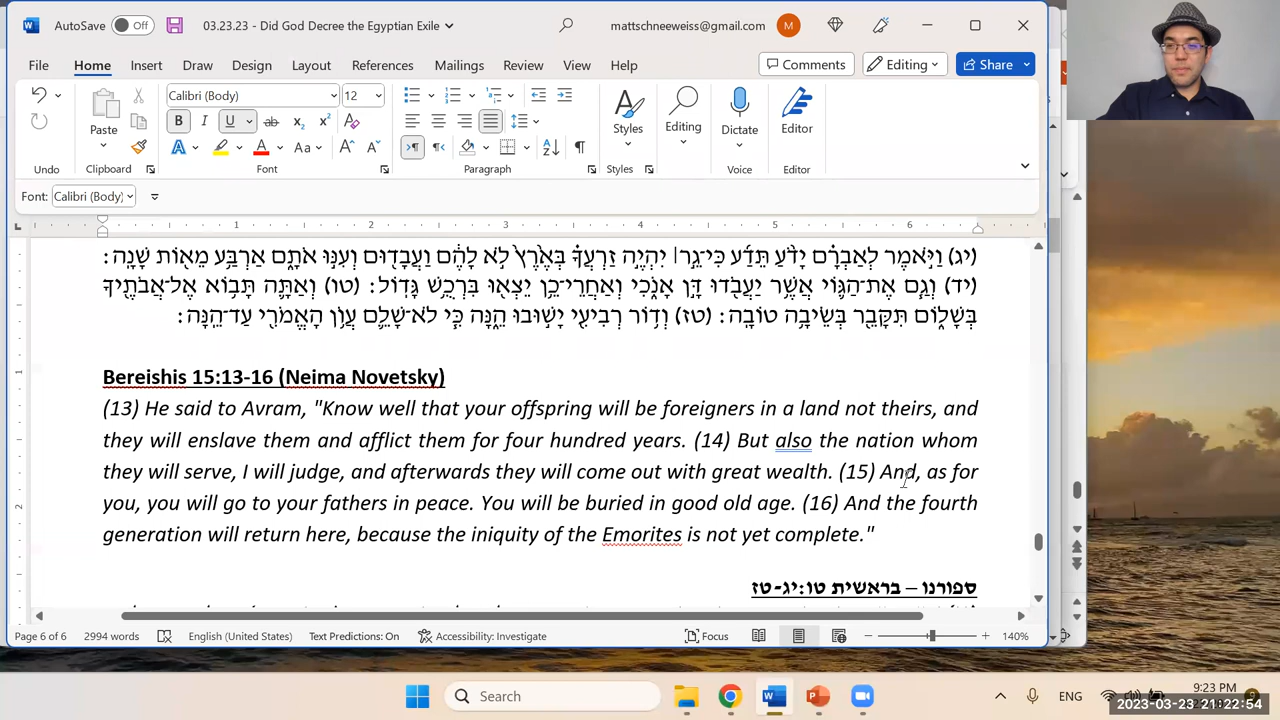 AutoSave
Off
03.23.23 - Did God Decree the Egyptian Exile
mattschneeweiss@gmail.com
M
File Home Insert Draw Design Layout References Mailings Review View Help
Comments
Editing
Share
Calibri (Body) 12
B I U ab x₂ x²
A A A Aa A A
Paste
Styles
Editing
Dictate
Editor
Undo Clipboard Font Paragraph Styles Voice Editor
Font: Calibri (Body)
1 2 3 4 5 6
(יג) וַיֹּאמֶר לְאַבְרָם יָדֹעַ תֵּדַע כִּי־גֵר׀ יִהְיֶה זַרְעֲךָ בְּאֶרֶץ לֹא לָהֶם וַעֲבָדוּם וְעִנּוּ אֹתָם אַרְבַּע מֵאוֹת שָׁנָה:
(יד) וְגַם אֶת־הַגּוֹי אֲשֶׁר יַעֲבֹדוּ דָּן אָנֹכִי וְאַחֲרֵי־כֵן יֵצְאוּ בִּרְכֻשׁ גָּדוֹל: (טו) וְאַתָּה תָּבוֹא אֶל־אֲבֹתֶיךָ
בְּשָׁלוֹם תִּקָּבֵר בְּשֵׂיבָה טוֹבָה: (טז) וְדוֹר רְבִיעִי יָשׁוּבוּ הֵנָּה כִּי לֹא־שָׁלֵם עֲוֺן הָאֱמֹרִי עַד־הֵנָּה:
Bereishis 15:13-16 (Neima Novetsky)
(13) He said to Avram, "Know well that your offspring will be foreigners in a land not theirs, and
they will enslave them and afflict them for four hundred years. (14) But also the nation whom
they will serve, I will judge, and afterwards they will come out with great wealth. (15) And, as for
you, you will go to your fathers in peace. You will be buried in good old age. (16) And the fourth
generation will return here, because the iniquity of the Emorites is not yet complete."
ספורנו – בראשית טו:יג-טז
Page 6 of 6 2994 words English (United States) Text Predictions: On Accessibility: Investigate Focus 140%
Search
ENG
9:23 PM
2023-03-23 21:22:54